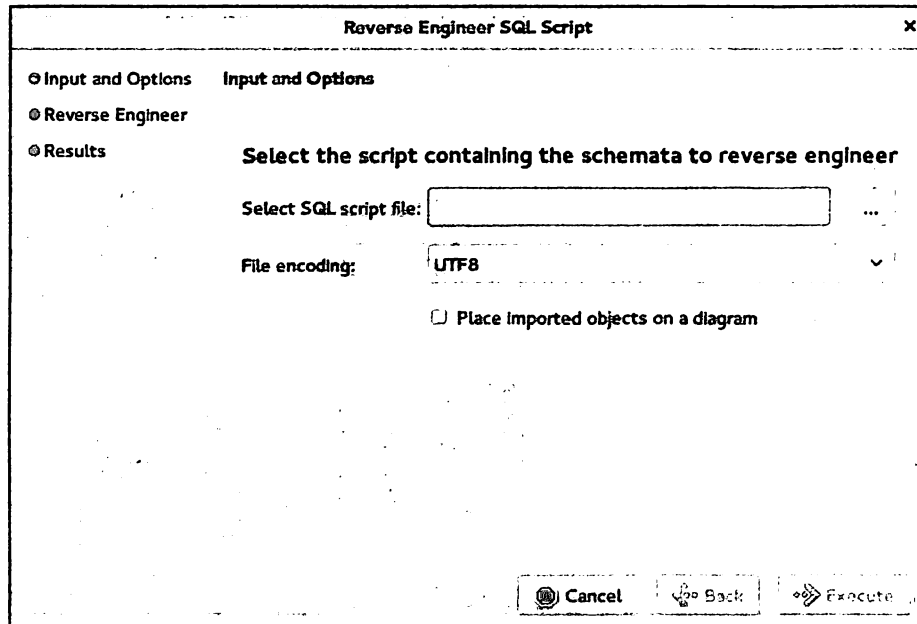 Reverse Engineer SQL Script
Input and Options
Reverse Engineer
Results
Input and Options
Select the script containing the schemata to reverse engineer
Select SQL script file:
...
File encoding:
UTF8
Place imported objects on a diagram
Cancel
Back
Execute